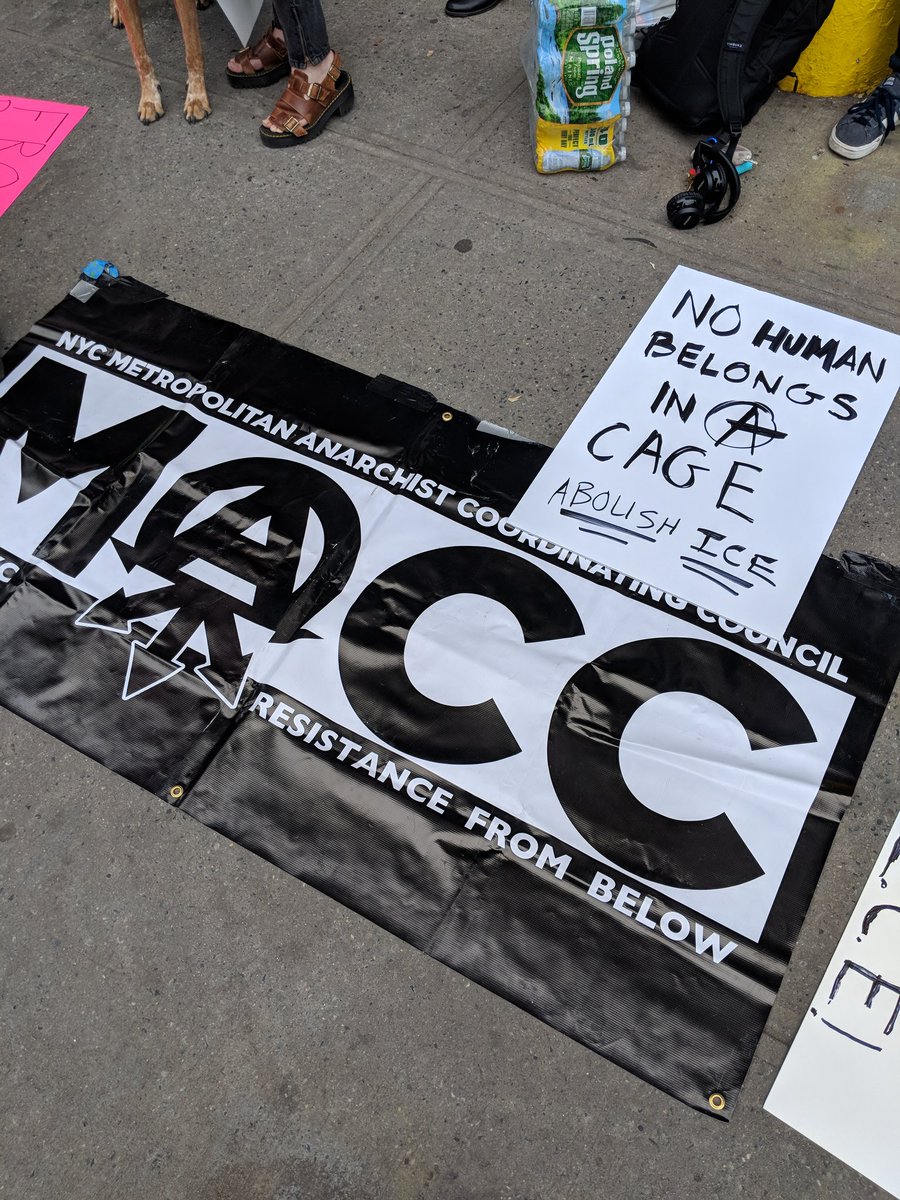 Poland
Spring
NO HUMAN
BELONGS
IN A
CAGE
ABOLISH ICE
NYC METROPOLITAN ANARCHIST COORDINATING COUNCIL
MACC
RESISTANCE FROM BELOW
.C.E.!